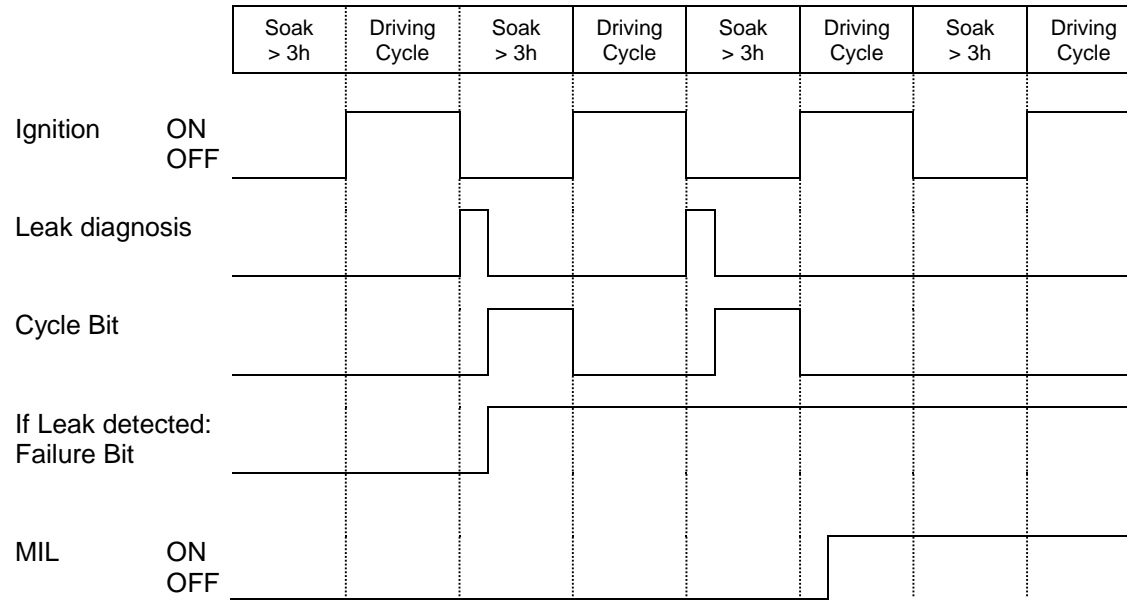 Soak Driving Soak Driving Soak Driving Soak Driving
> 3h Cycle > 3h Cycle > 3h Cycle > 3h Cycle
Ignition ON
OFF
Leak diagnosis
Cycle Bit
If Leak detected:
Failure Bit
MIL ON
OFF